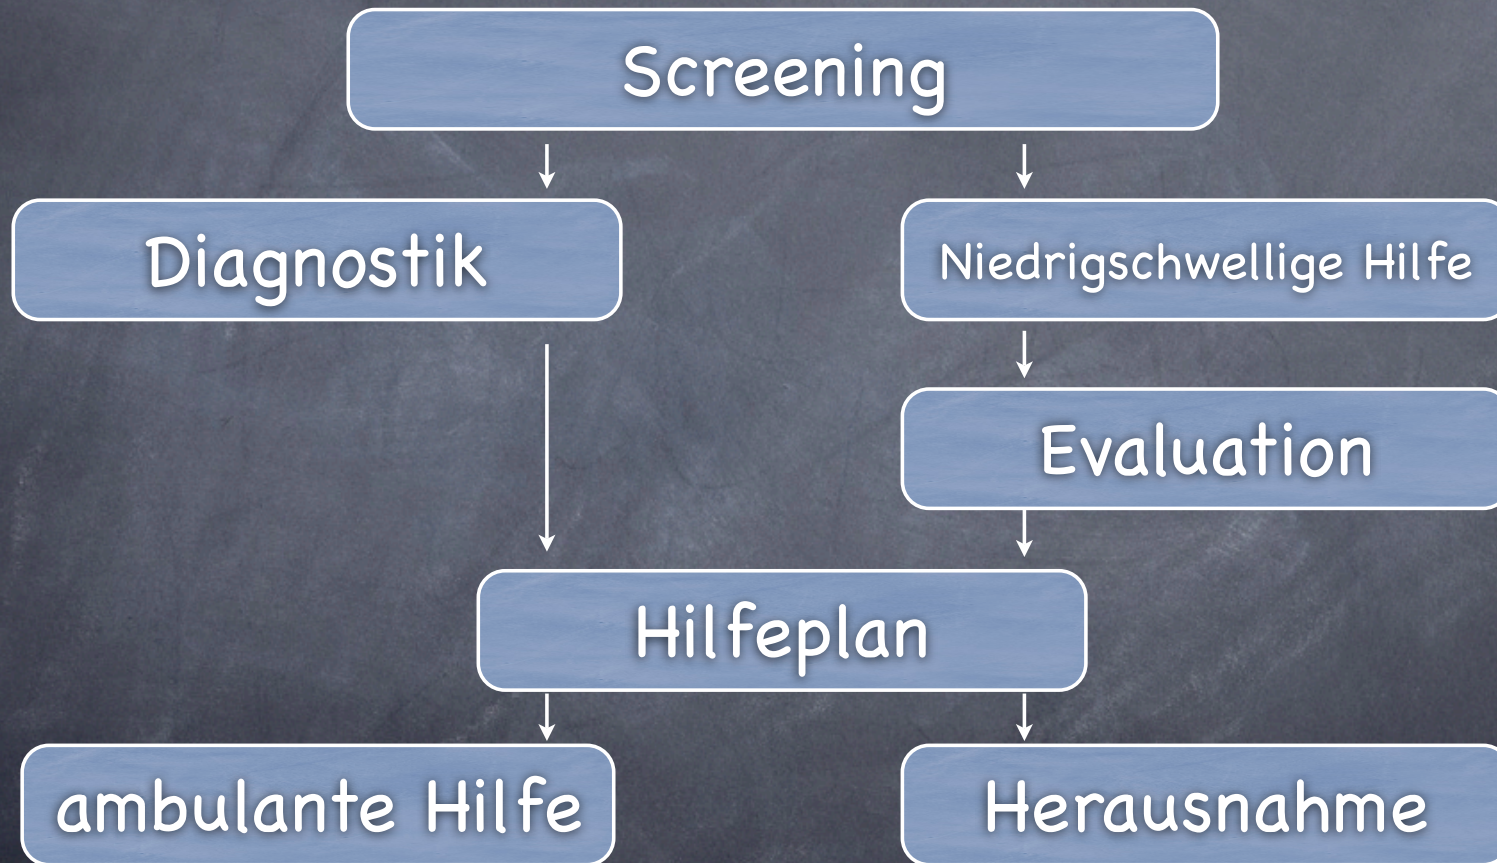 Screening
Diagnostik
Niedrigschwellige Hilfe
Evaluation
Hilfeplan
ambulante Hilfe
Herausnahme